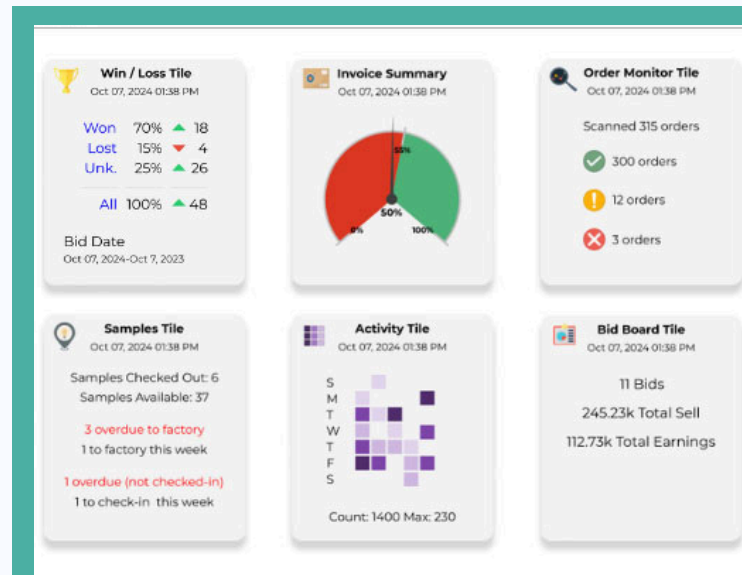 Win / Loss Tile
Oct 07, 2024 01:38 PM
Won 70% 18
Lost 15% 4
Unk. 25% 26
All 100% 48
Bid Date
Oct 07, 2024-Oct 7, 2023
Invoice Summary
Oct 07, 2024 01:38 PM
55%
50%
0%
100%
Order Monitor Tile
Oct 07, 2024 01:38 PM
Scanned 315 orders
300 orders
12 orders
3 orders
Samples Tile
Oct 07, 2024 01:38 PM
Samples Checked Out: 6
Samples Available: 37
3 overdue to factory
1 to factory this week
1 overdue (not checked-in)
1 to check-in this week
Activity Tile
Oct 07, 2024 01:38 PM
S
M
T
W
T
F
S
Count: 1400 Max: 230
Bid Board Tile
Oct 07, 2024 01:38 PM
11 Bids
245.23k Total Sell
112.73k Total Earnings